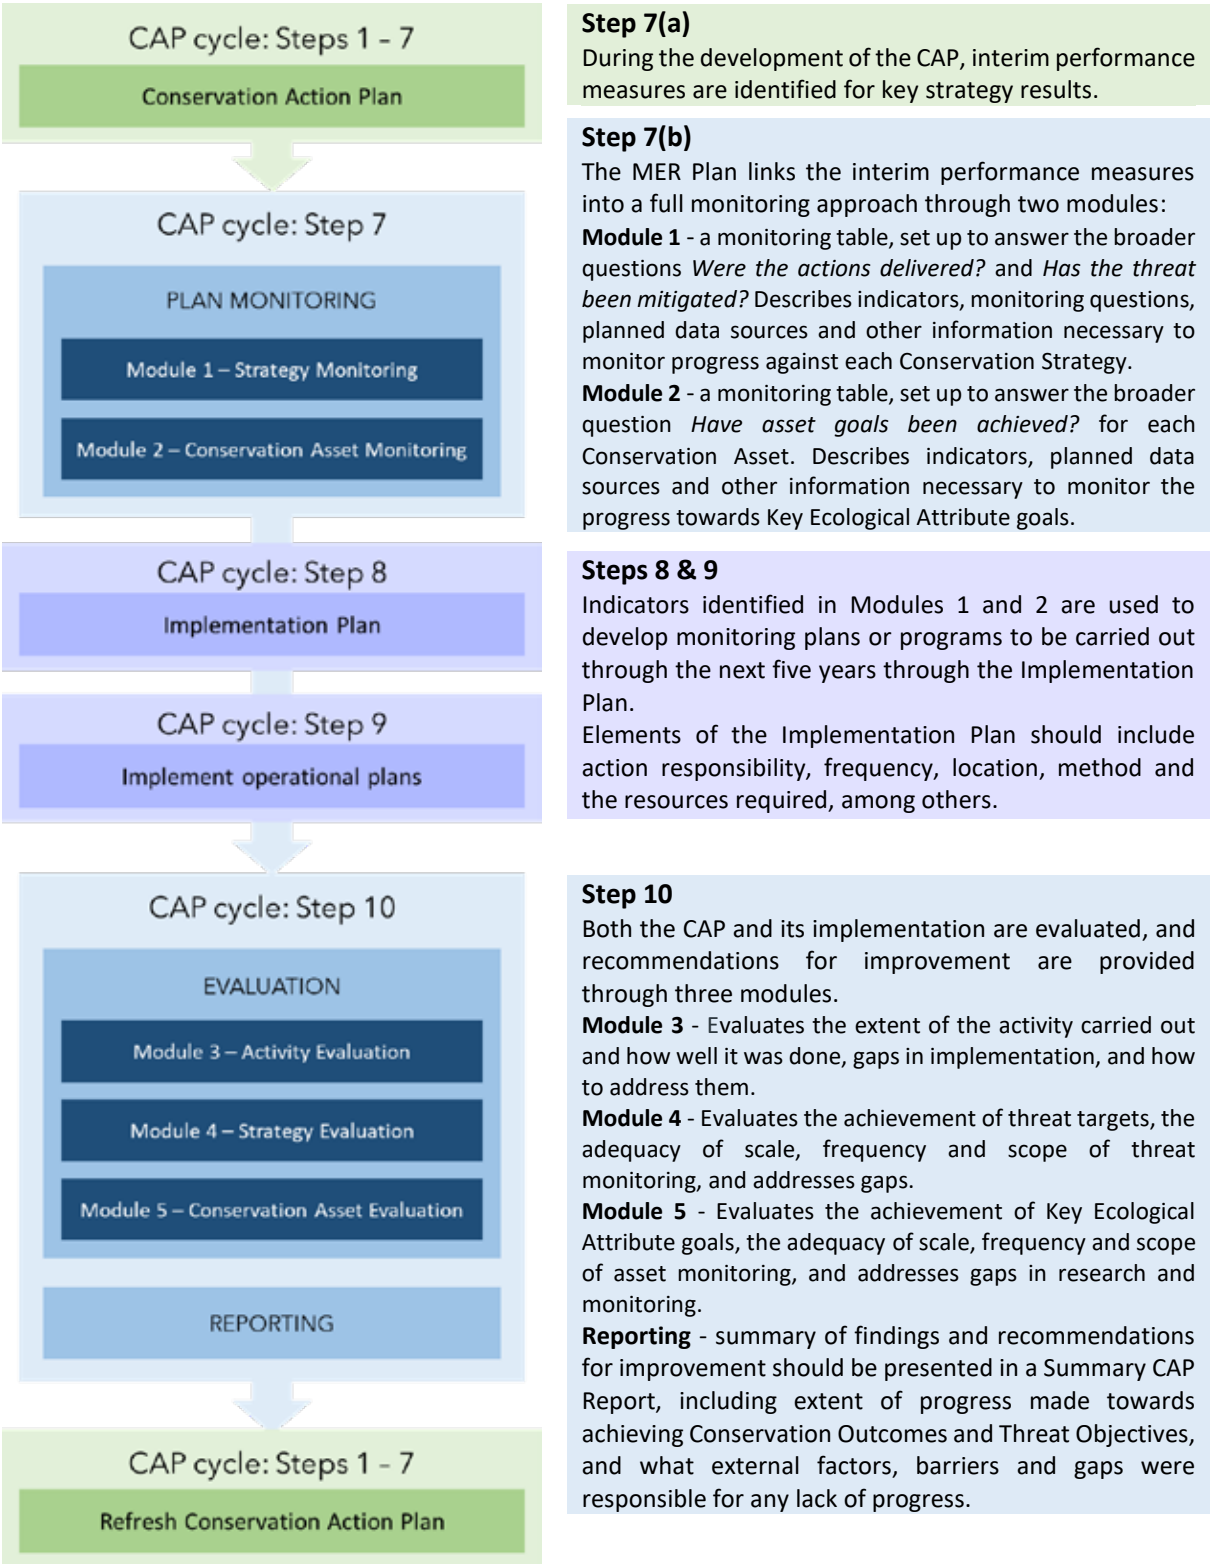 CAP cycle: Steps 1 - 7
Conservation Action Plan
Step 7(a)
During the development of the CAP, interim performance
measures are identified for key strategy results.
CAP cycle: Step 7
PLAN MONITORING
Module 1 – Strategy Monitoring
Module 2 – Conservation Asset Monitoring
Step 7(b)
The MER Plan links the interim performance measures
into a full monitoring approach through two modules:
Module 1 - a monitoring table, set up to answer the broader
questions Were the actions delivered? and Has the threat
been mitigated? Describes indicators, monitoring questions,
planned data sources and other information necessary to
monitor progress against each Conservation Strategy.
Module 2 - a monitoring table, set up to answer the broader
question Have asset goals been achieved? for each
Conservation Asset. Describes indicators, planned data
sources and other information necessary to monitor the
progress towards Key Ecological Attribute goals.
CAP cycle: Step 8
Implementation Plan
CAP cycle: Step 9
Implement operational plans
Steps 8 & 9
Indicators identified in Modules 1 and 2 are used to
develop monitoring plans or programs to be carried out
through the next five years through the Implementation
Plan.
Elements of the Implementation Plan should include
action responsibility, frequency, location, method and
the resources required, among others.
CAP cycle: Step 10
EVALUATION
Module 3 – Activity Evaluation
Module 4 – Strategy Evaluation
Module 5 – Conservation Asset Evaluation
REPORTING
Step 10
Both the CAP and its implementation are evaluated, and
recommendations for improvement are provided
through three modules.
Module 3 - Evaluates the extent of the activity carried out
and how well it was done, gaps in implementation, and how
to address them.
Module 4 - Evaluates the achievement of threat targets, the
adequacy of scale, frequency and scope of threat
monitoring, and addresses gaps.
Module 5 - Evaluates the achievement of Key Ecological
Attribute goals, the adequacy of scale, frequency and scope
of asset monitoring, and addresses gaps in research and
monitoring.
Reporting - summary of findings and recommendations
for improvement should be presented in a Summary CAP
Report, including extent of progress made towards
achieving Conservation Outcomes and Threat Objectives,
and what external factors, barriers and gaps were
responsible for any lack of progress.
CAP cycle: Steps 1 - 7
Refresh Conservation Action Plan